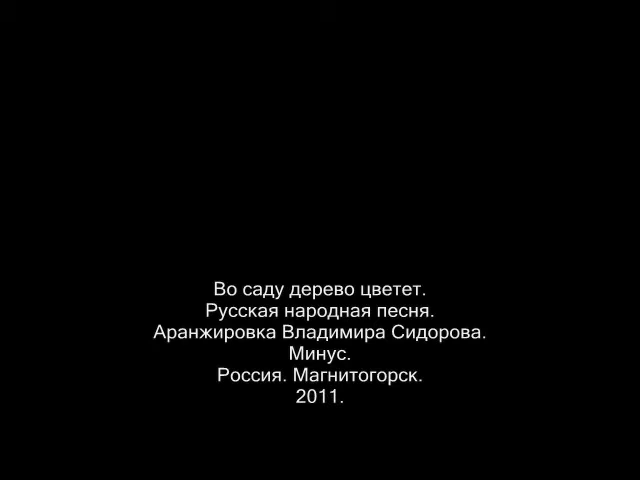 Во саду дерево цветет.
Русская народная песня.
Аранжировка Владимира Сидорова.
Минус.
Россия. Магнитогорск.
2011.